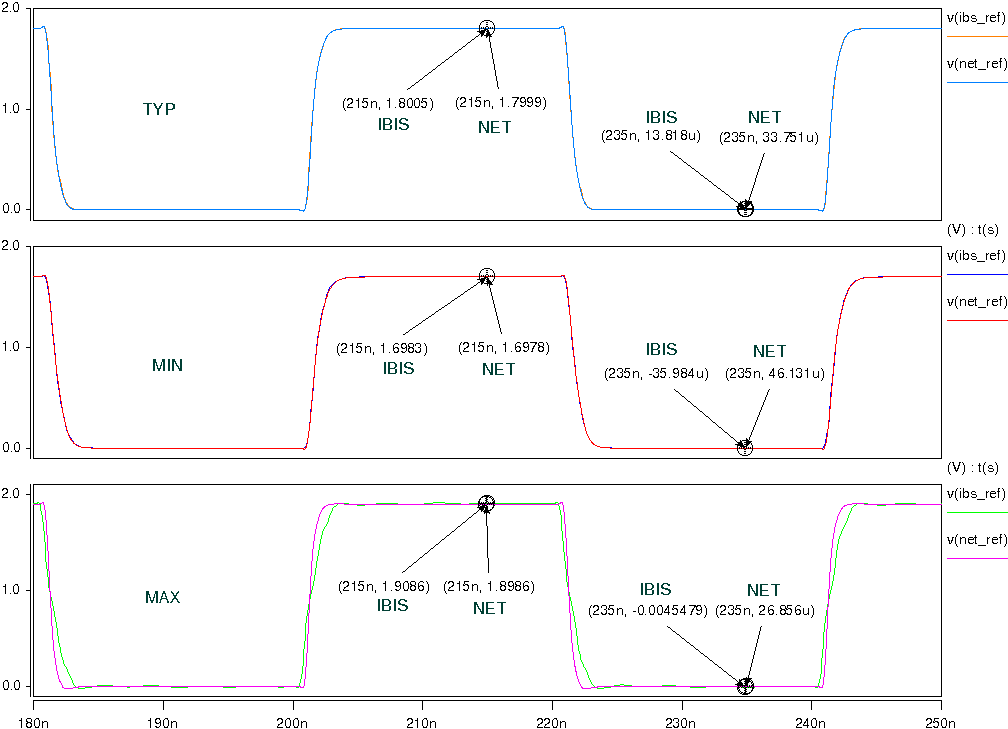 2.0
v(ibs_ref)
v(net_ref)
(215n, 1.8005) (215n, 1.7999)
1.0
TYP
IBIS
NET
IBIS
NET
(235n, 13.818u) (235n, 33.751u)
0.0
(V) : t(s)
2.0
v(ibs_ref)
v(net_ref)
1.0
(215n, 1.6983) (215n, 1.6978)
MIN
IBIS
NET
IBIS
NET
(235n, -35.984u) (235n, 46.131u)
0.0
(V) : t(s)
2.0
v(ibs_ref)
v(net_ref)
1.0
(215n, 1.9086) (215n, 1.8986)
MAX
IBIS
NET
IBIS
NET
(235n, -0.0045479) (235n, 26.856u)
0.0
180n 190n 200n 210n 220n 230n 240n 250n